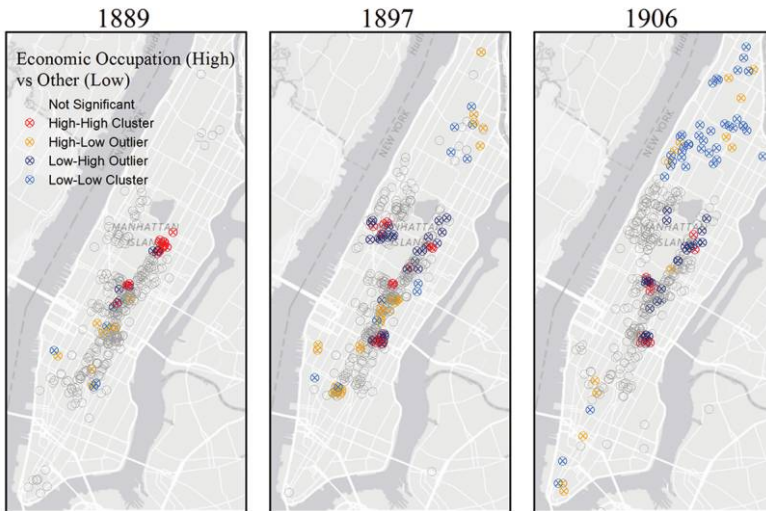 1889
1897
1906
Economic Occupation (High)
vs Other (Low)
Not Significant
High-High Cluster
High-Low Outlier
Low-High Outlier
Low-Low Cluster
NEW YORK
NEW YORK
MANHATTAN
ISLAND
MANHATTAN
ISLAND
MANHATTAN
ISLAND